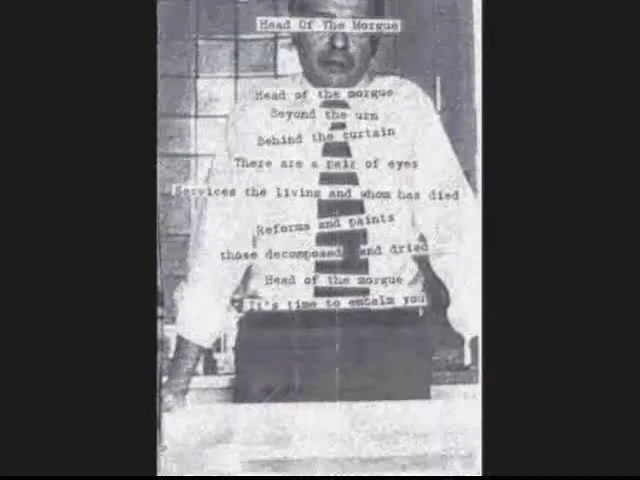 Head Of The Morgue
Head of the morgue
Beyond the urn
Behind the curtain
There are a pair of eyes
Services the living and whom has died
Reforms and paints
those decomposed and dried
Head of the morgue
It's time to embalm you